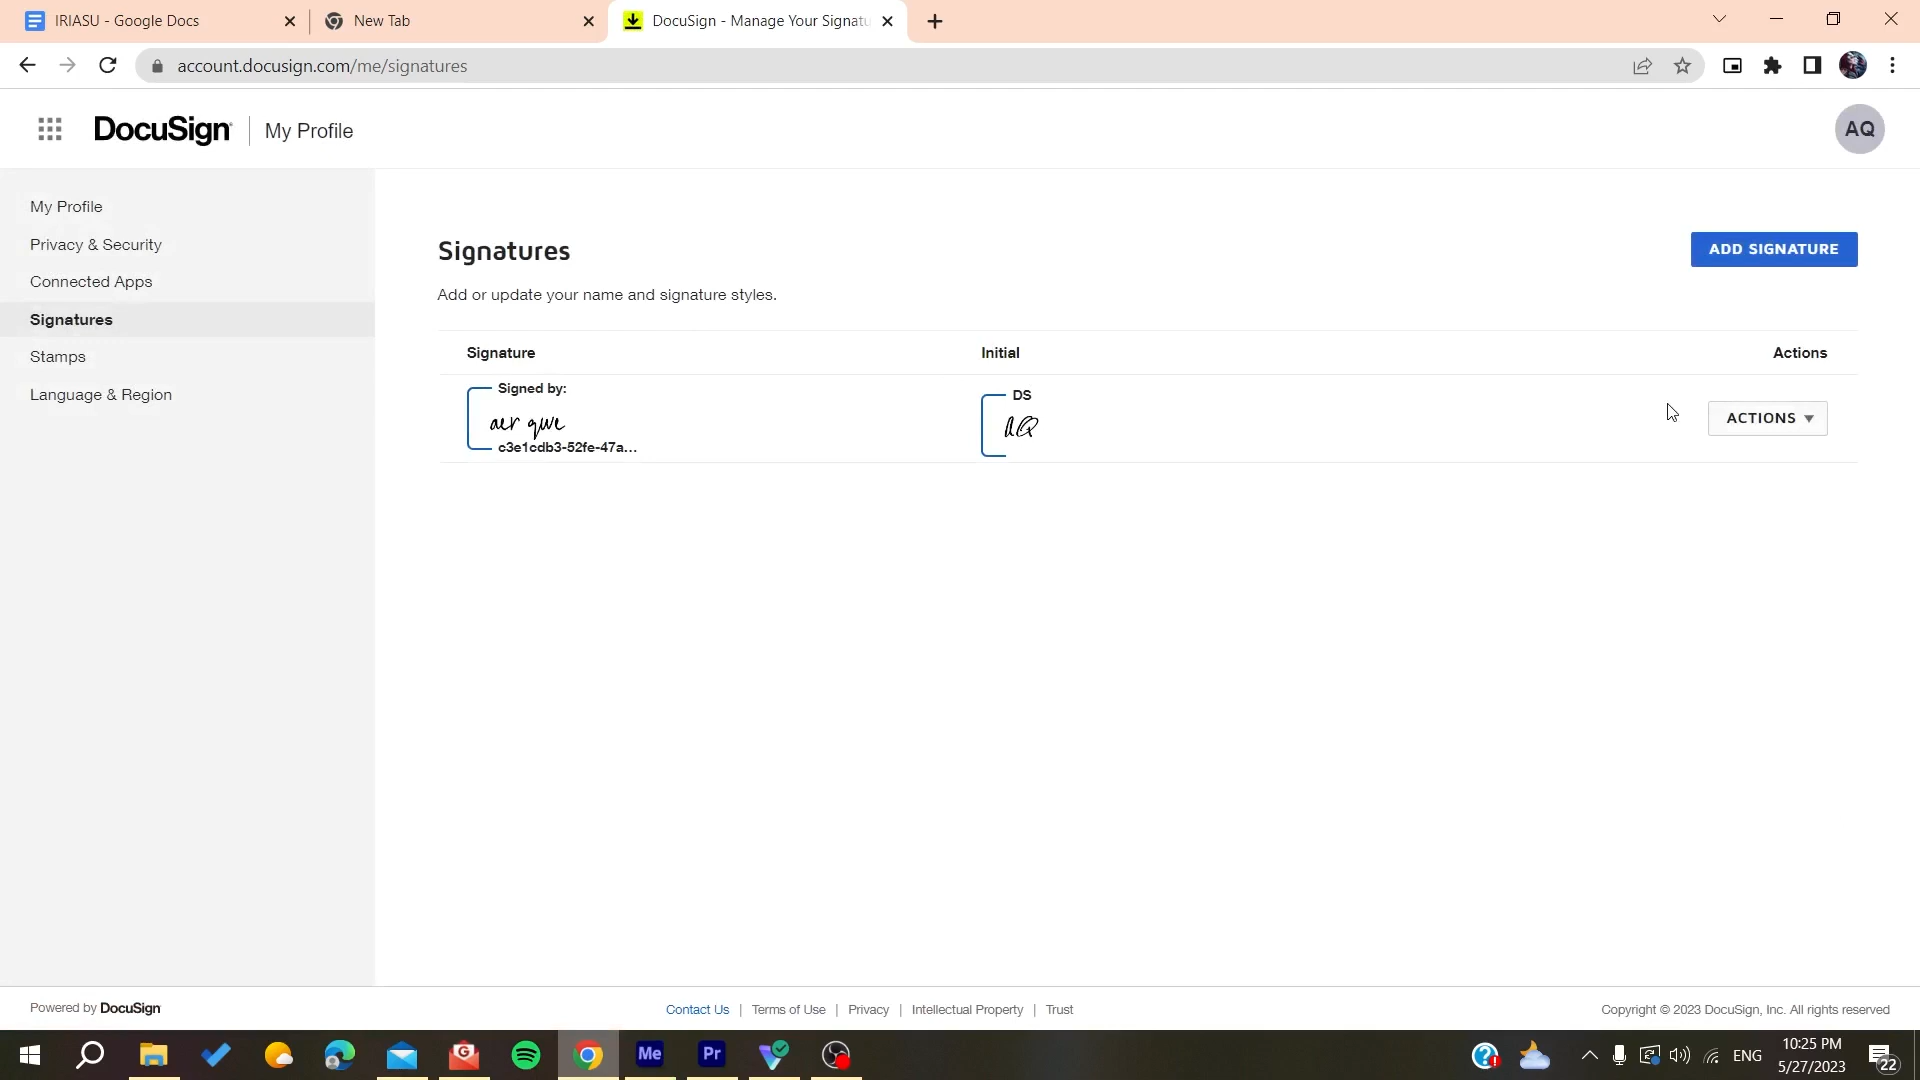 IRIASU - Google Docs
New Tab
DocuSign - Manage Your Signatu
account.docusign.com/me/signatures
DocuSign
My Profile
AQ
My Profile
Privacy & Security
Connected Apps
Signatures
Stamps
Language & Region
Signatures
ADD SIGNATURE
Add or update your name and signature styles.
Signature
Initial
Actions
Signed by:
aer qwe
c3e1cdb3-52fe-47a...
DS
AQ
ACTIONS
Powered by DocuSign
Contact Us | Terms of Use | Privacy | Intellectual Property | Trust
Copyright © 2023 DocuSign, Inc. All rights reserved
Me
Pr
ENG
10:25 PM
5/27/2023
22